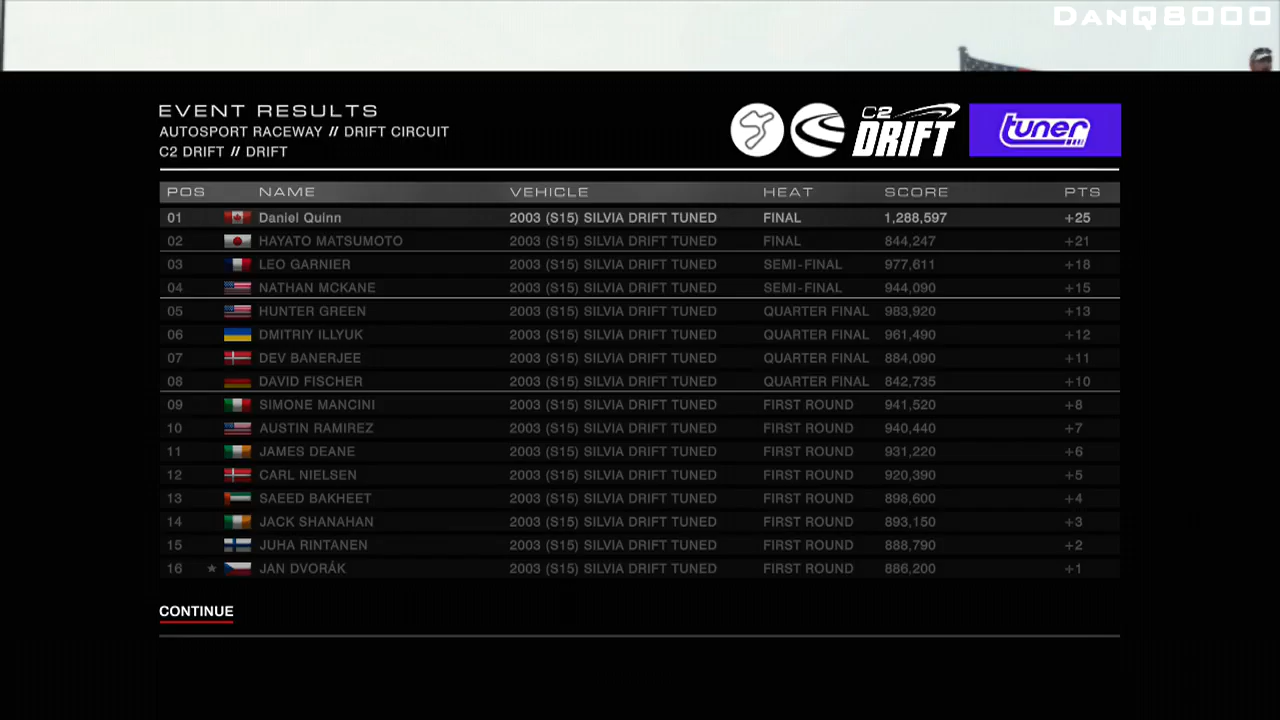 DanQ8000
EVENT RESULTS
AUTOSPORT RACEWAY // DRIFT CIRCUIT
C2 DRIFT // DRIFT
C2 DRIFT
tuner
POS NAME VEHICLE HEAT SCORE PTS
01 Daniel Quinn 2003 (S15) SILVIA DRIFT TUNED FINAL 1,288,597 +25
02 HAYATO MATSUMOTO 2003 (S15) SILVIA DRIFT TUNED FINAL 844,247 +21
03 LEO GARNIER 2003 (S15) SILVIA DRIFT TUNED SEMI-FINAL 977,611 +18
04 NATHAN MCKANE 2003 (S15) SILVIA DRIFT TUNED SEMI-FINAL 944,090 +15
05 HUNTER GREEN 2003 (S15) SILVIA DRIFT TUNED QUARTER FINAL 983,920 +13
06 DMITRIY ILLYUK 2003 (S15) SILVIA DRIFT TUNED QUARTER FINAL 961,490 +12
07 DEV BANERJEE 2003 (S15) SILVIA DRIFT TUNED QUARTER FINAL 884,090 +11
08 DAVID FISCHER 2003 (S15) SILVIA DRIFT TUNED QUARTER FINAL 842,735 +10
09 SIMONE MANCINI 2003 (S15) SILVIA DRIFT TUNED FIRST ROUND 941,520 +8
10 AUSTIN RAMIREZ 2003 (S15) SILVIA DRIFT TUNED FIRST ROUND 940,440 +7
11 JAMES DEANE 2003 (S15) SILVIA DRIFT TUNED FIRST ROUND 931,220 +6
12 CARL NIELSEN 2003 (S15) SILVIA DRIFT TUNED FIRST ROUND 920,390 +5
13 SAEED BAKHEET 2003 (S15) SILVIA DRIFT TUNED FIRST ROUND 898,600 +4
14 JACK SHANAHAN 2003 (S15) SILVIA DRIFT TUNED FIRST ROUND 893,150 +3
15 JUHA RINTANEN 2003 (S15) SILVIA DRIFT TUNED FIRST ROUND 888,790 +2
16 ★ JAN DVORÁK 2003 (S15) SILVIA DRIFT TUNED FIRST ROUND 886,200 +1
CONTINUE